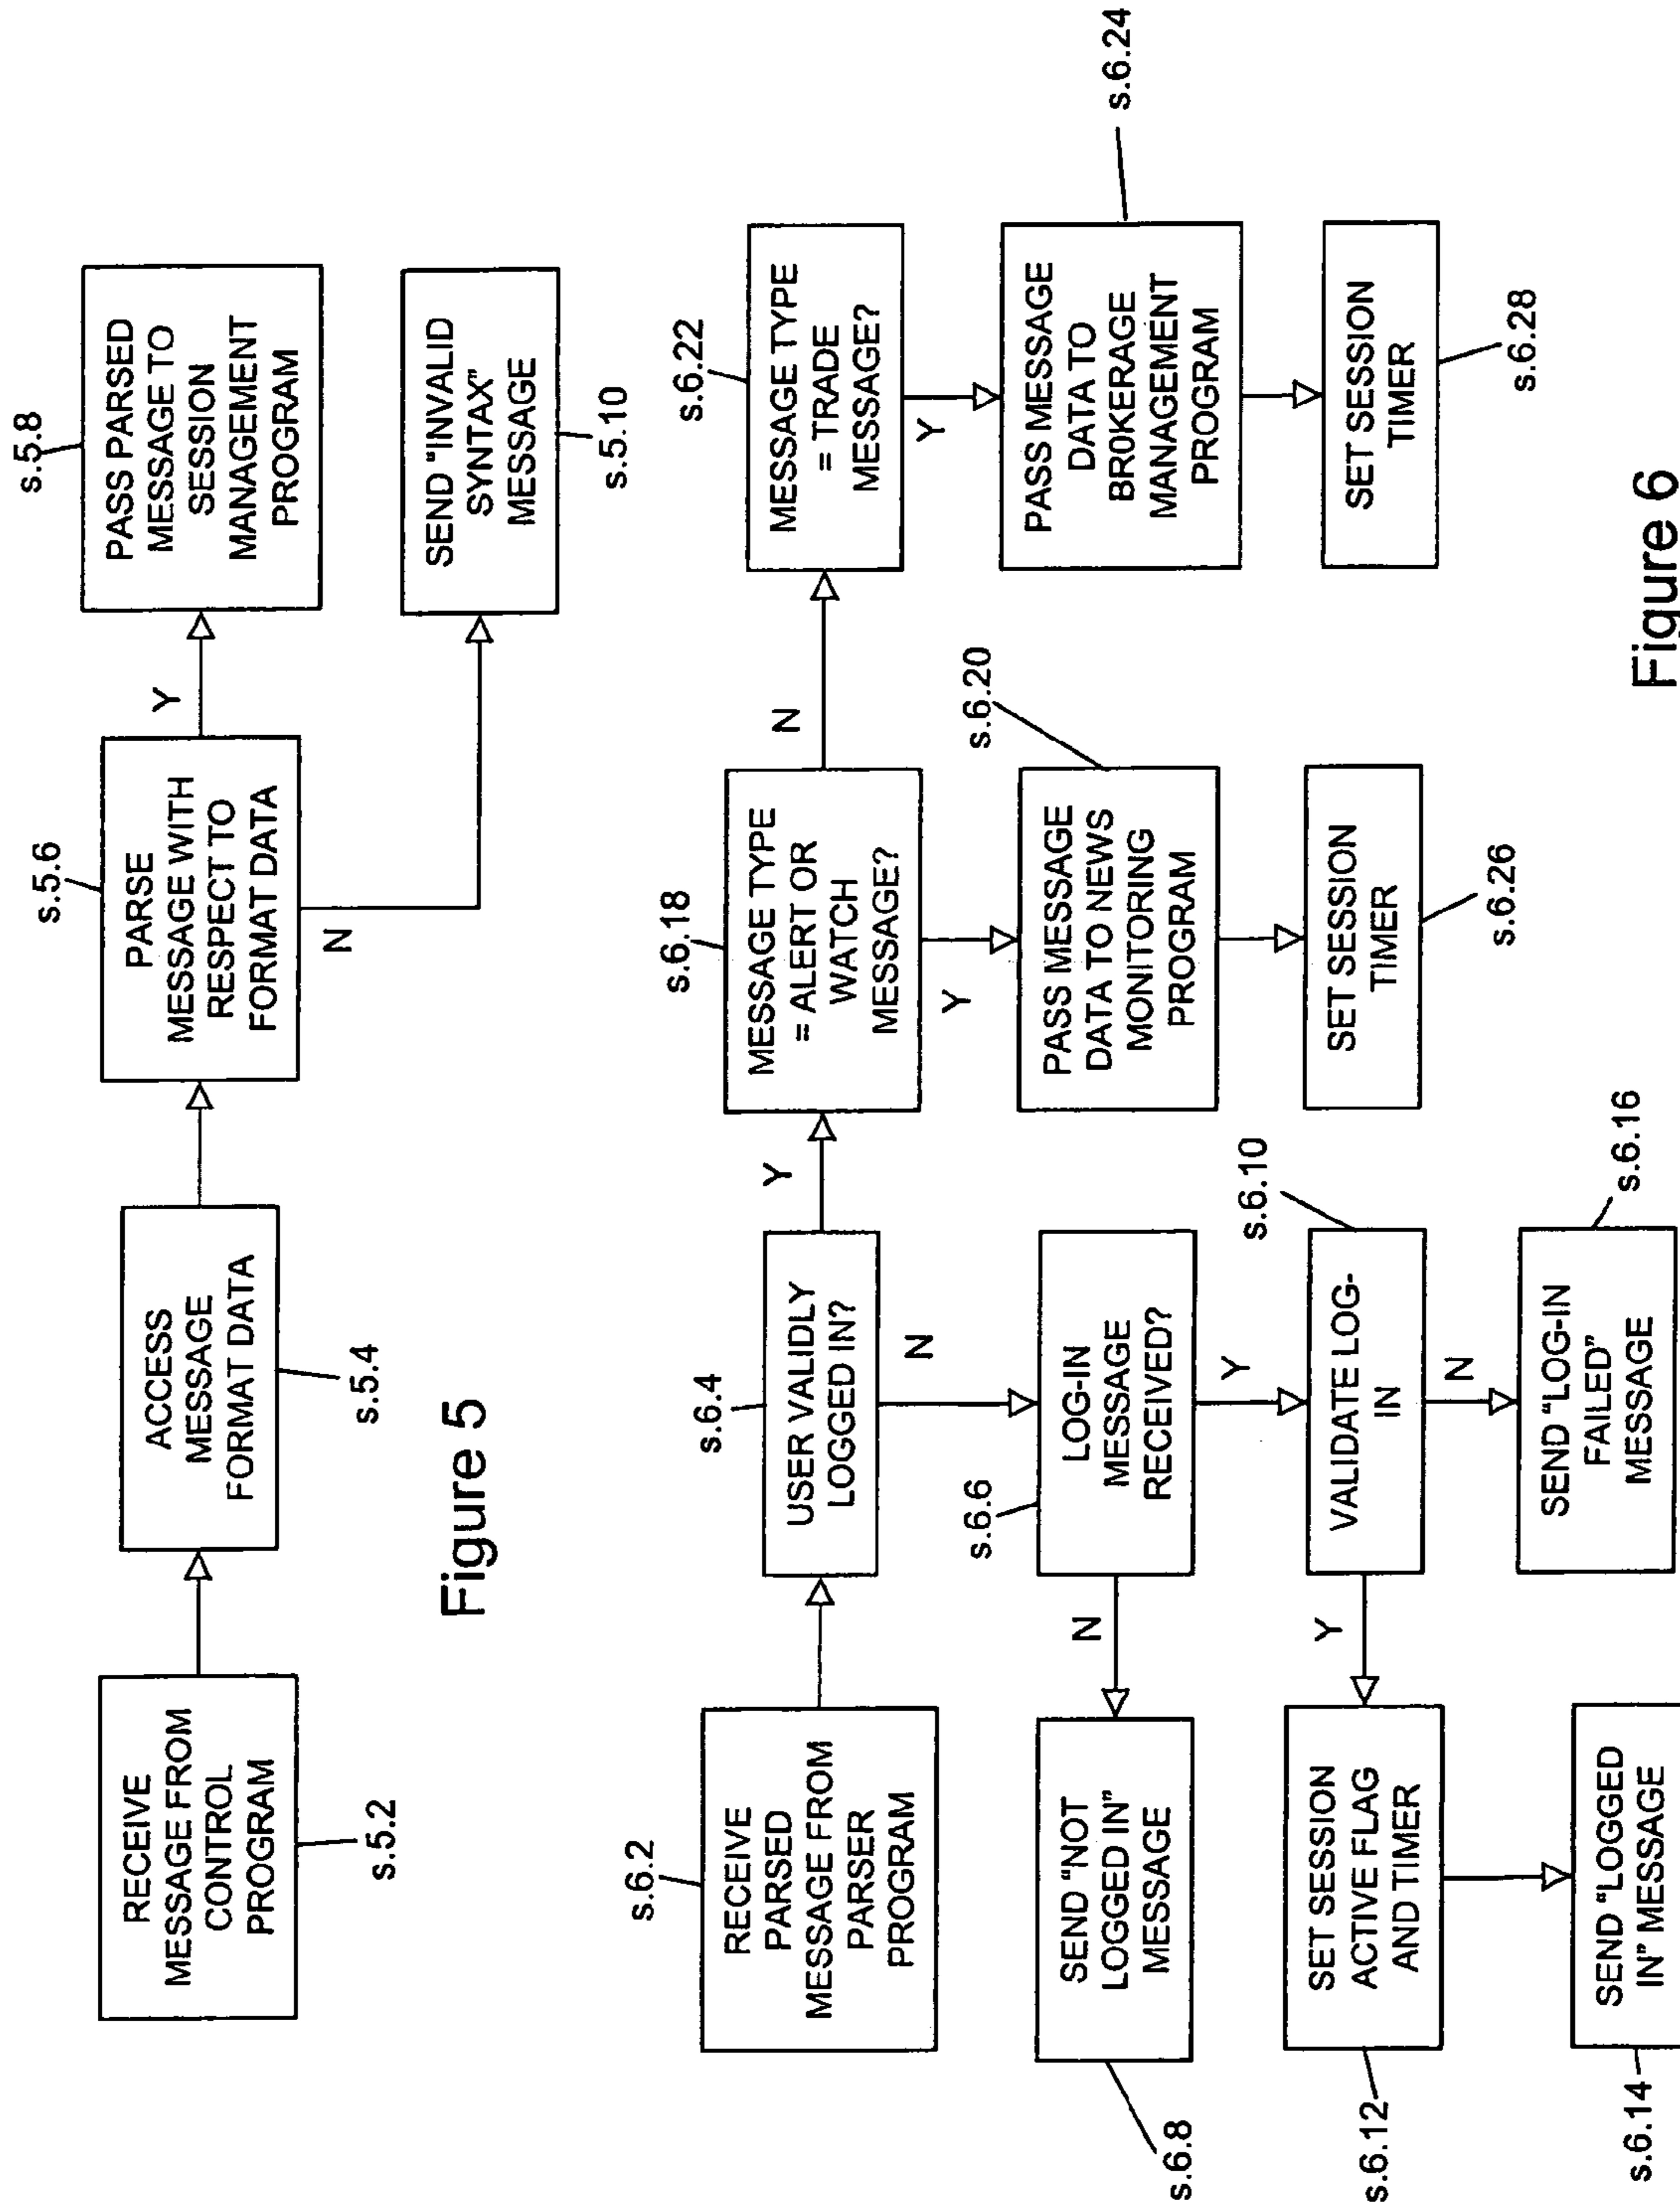 RECEIVE
MESSAGE FROM
CONTROL
PROGRAM
s.5.2
ACCESS
MESSAGE
FORMAT DATA
s.5.4
s.5.6
PARSE
MESSAGE WITH
RESPECT TO
FORMAT DATA
Y
N
s.5.8
PASS PARSED
MESSAGE TO
SESSION
MANAGEMENT
PROGRAM
SEND "INVALID
SYNTAX"
MESSAGE
s.5.10
Figure 5
s.6.2
RECEIVE
PARSED
MESSAGE FROM
PARSER
PROGRAM
s.6.4
USER VALIDLY
LOGGED IN?
Y
N
s.6.18
MESSAGE TYPE
= ALERT OR
WATCH
MESSAGE?
N
Y
s.6.22
MESSAGE TYPE
= TRADE
MESSAGE?
Y
SEND "NOT
LOGGED IN"
MESSAGE
s.6.8
N
s.6.6
LOG-IN
MESSAGE
RECEIVED?
Y
s.6.20
PASS MESSAGE
DATA TO NEWS
MONITORING
PROGRAM
PASS MESSAGE
DATA TO
BR0KERAGE
MANAGEMENT
PROGRAM
s.6.24
SET SESSION
ACTIVE FLAG
AND TIMER
s.6.12
Y
s.6.10
VALIDATE LOG-
IN
N
SET SESSION
TIMER
s.6.26
SET SESSION
TIMER
s.6.28
SEND "LOGGED
IN" MESSAGE
s.6.14
SEND "LOG-IN
FAILED"
MESSAGE
s.6.16
Figure 6